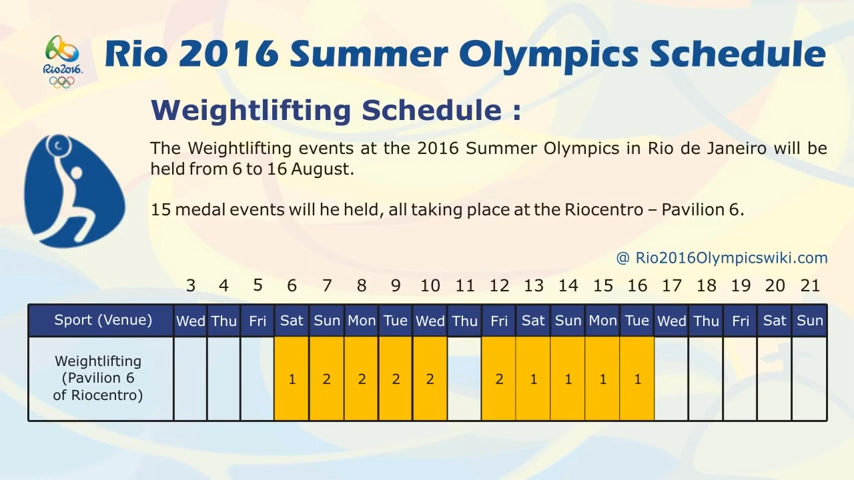 Rio2016.
Rio 2016 Summer Olympics Schedule
Weightlifting Schedule :
The Weightlifting events at the 2016 Summer Olympics in Rio de Janeiro will be
held from 6 to 16 August.
15 medal events will he held, all taking place at the Riocentro – Pavilion 6.
@ Rio2016Olympicswiki.com
3 4 5 6 7 8 9 10 11 12 13 14 15 16 17 18 19 20 21
Sport (Venue) Wed Thu Fri Sat Sun Mon Tue Wed Thu Fri Sat Sun Mon Tue Wed Thu Fri Sat Sun
Weightlifting
(Pavilion 6
of Riocentro)
1 2 2 2 2 2 1 1 1 1